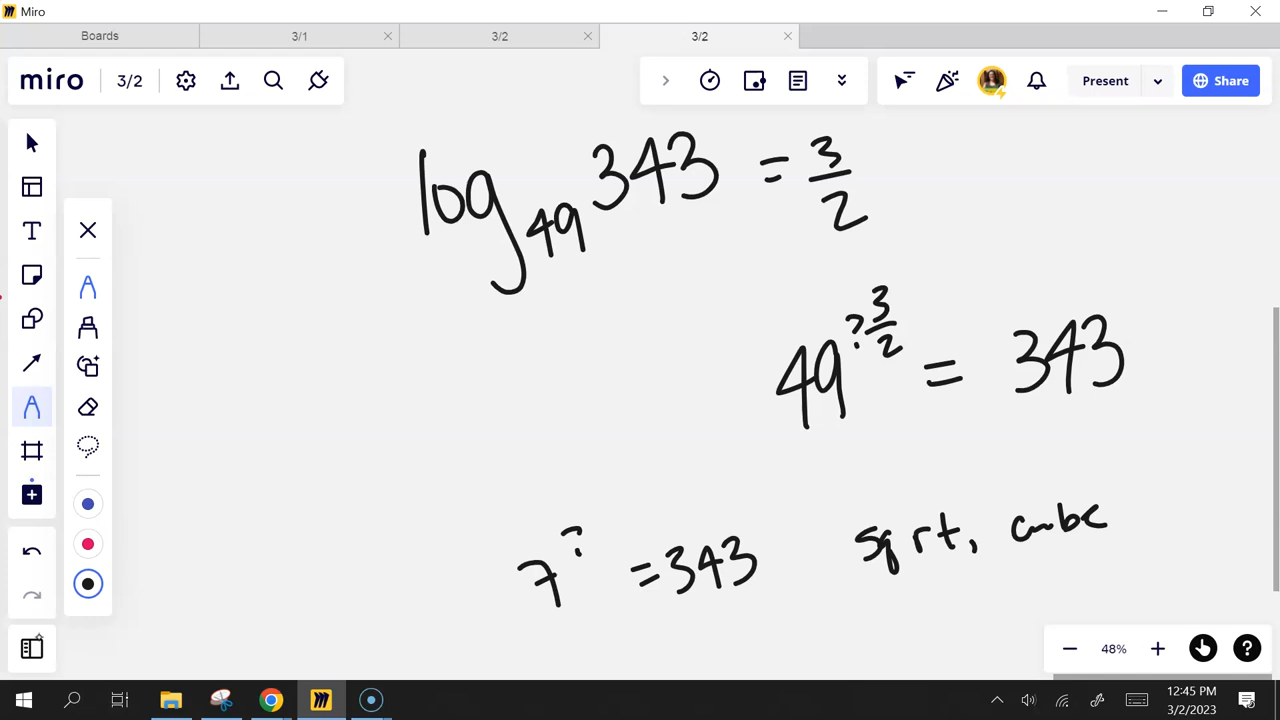 Miro
Boards 3/1 3/2 3/2
miro 3/2 Present Share
log₄₉ 343 = 3/2
49^? 3/2 = 343
7^? = 343 sqrt, cube
48%
12:45 PM
3/2/2023